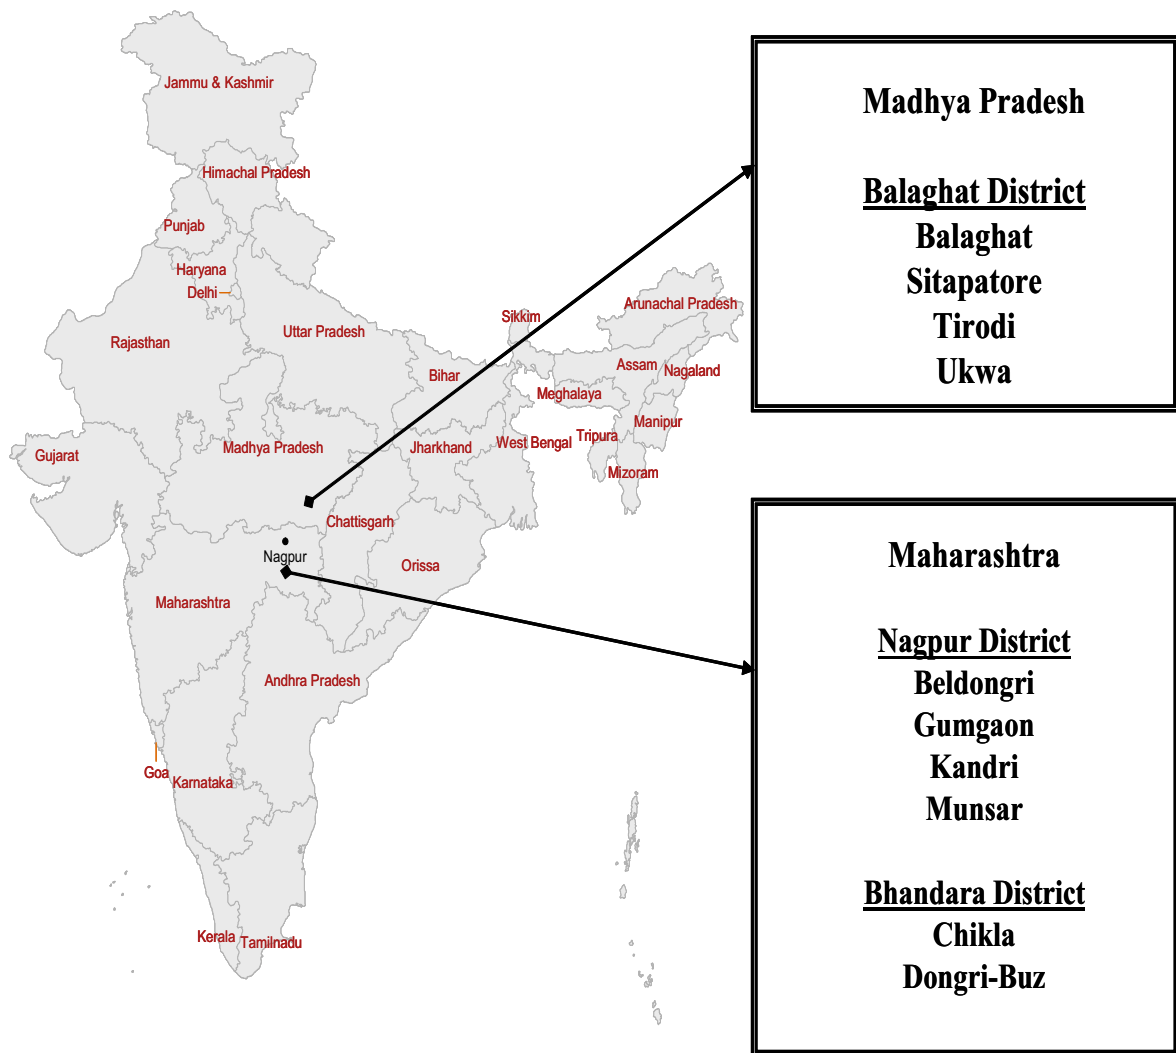 Jammu & Kashmir
Himachal Pradesh
Punjab
Haryana
Delhi
Rajasthan
Uttar Pradesh
Sikkim
Arunachal Pradesh
Assam
Nagaland
Bihar
Meghalaya
Manipur
Madhya Pradesh
Jharkhand
West Bengal
Tripura
Gujarat
Mizoram
Chattisgarh
Nagpur
Orissa
Maharashtra
Andhra Pradesh
Goa
Karnataka
Kerala
Tamilnadu
Madhya Pradesh
Balaghat District
Balaghat
Sitapatore
Tirodi
Ukwa
Maharashtra
Nagpur District
Beldongri
Gumgaon
Kandri
Munsar
Bhandara District
Chikla
Dongri-Buz